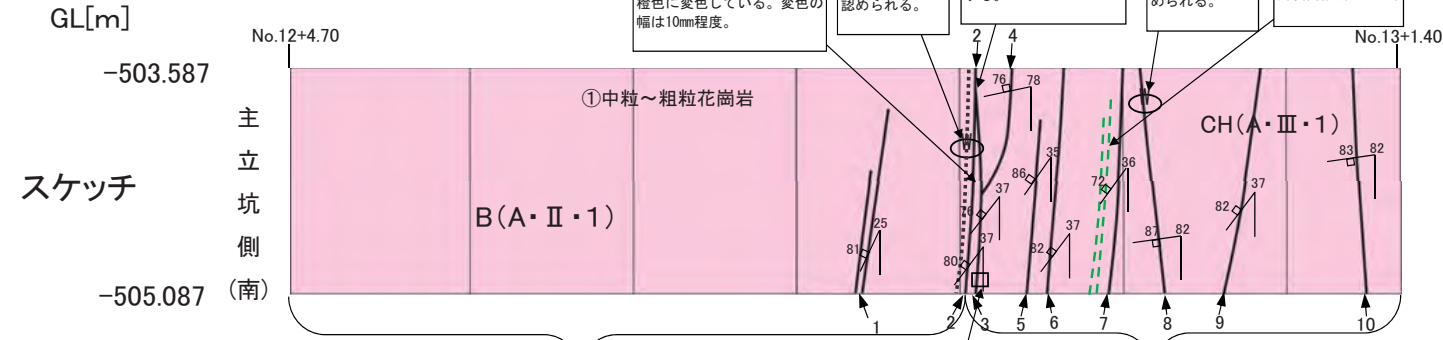 GL[m]
橙色に変色している。変色の
幅は10mm程度。
認められる。
められる。
No.12+4.70
2
4
No.13+1.40
-503.587
①中粒～粗粒花崗岩
76
78
CH(A・Ⅲ・1)
主立坑側(南)
スケッチ
B(A・Ⅱ・1)
81
25
80
37
76
37
86
35
82
37
72
36
87
82
82
37
83
82
-505.087
1
2
3
5
6
7
8
9
10